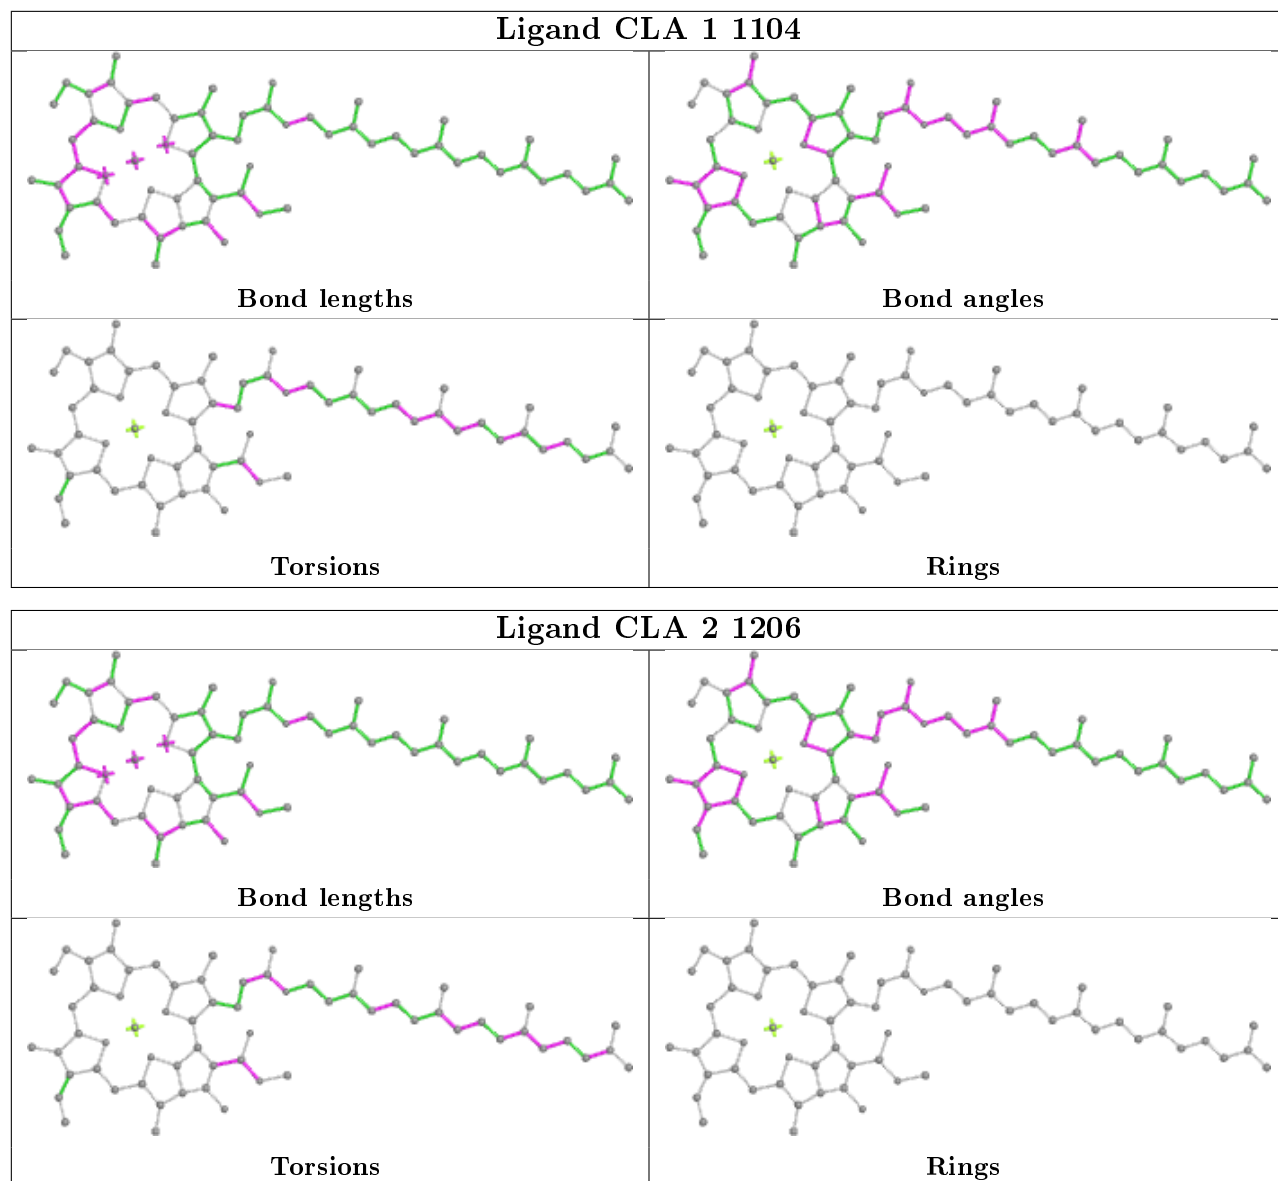 Ligand CLA 1 1104
Bond lengths
Bond angles
Torsions
Rings
Ligand CLA 2 1206
Bond lengths
Bond angles
Torsions
Rings